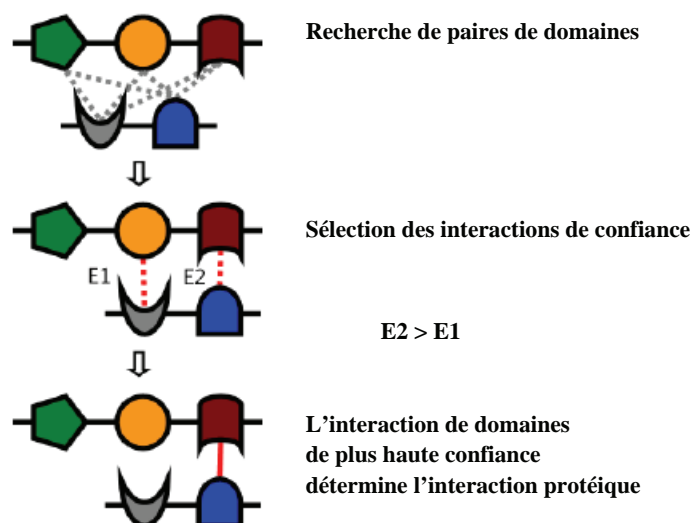 Recherche de paires de domaines
Sélection des interactions de confiance
E1
E2
E2 > E1
L'interaction de domaines
de plus haute confiance
détermine l'interaction protéique